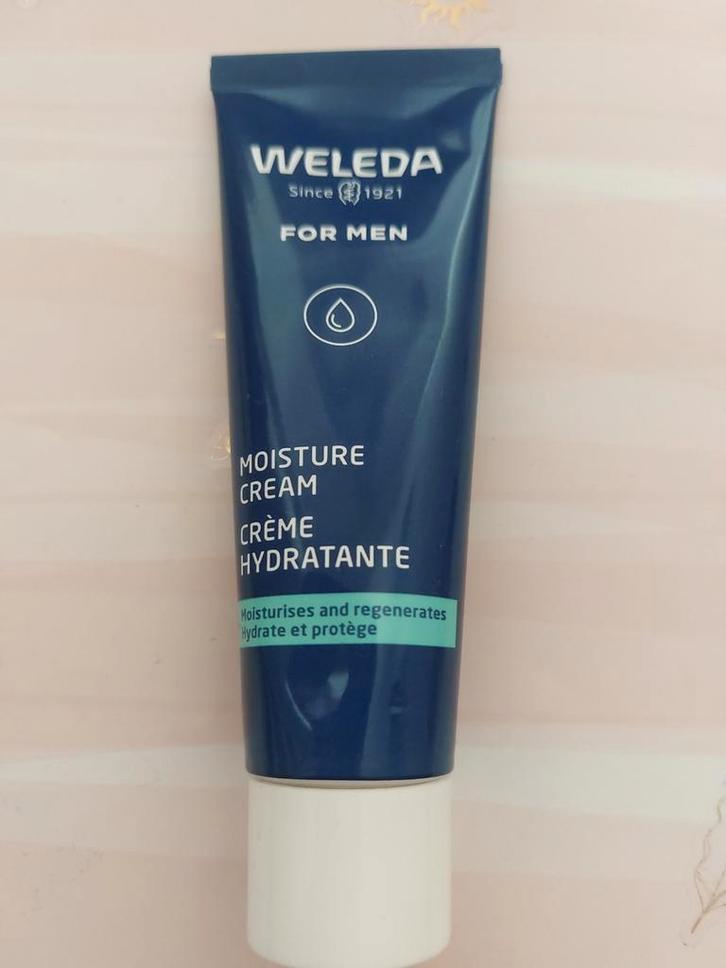 WELEDA
Since 1921
FOR MEN
MOISTURE
CREAM
CRÈME
HYDRATANTE
Moisturises and regenerates
Hydrate et protège